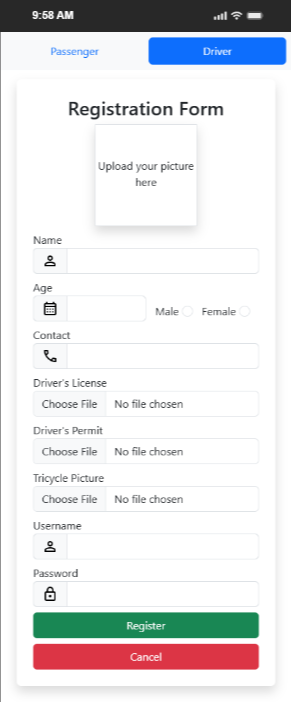 9:58 AM
Passenger Driver
Registration Form
Upload your picture
here
Name
Age
Male Female
Contact
Driver's License
Choose File No file chosen
Driver's Permit
Choose File No file chosen
Tricycle Picture
Choose File No file chosen
Username
Password
Register
Cancel